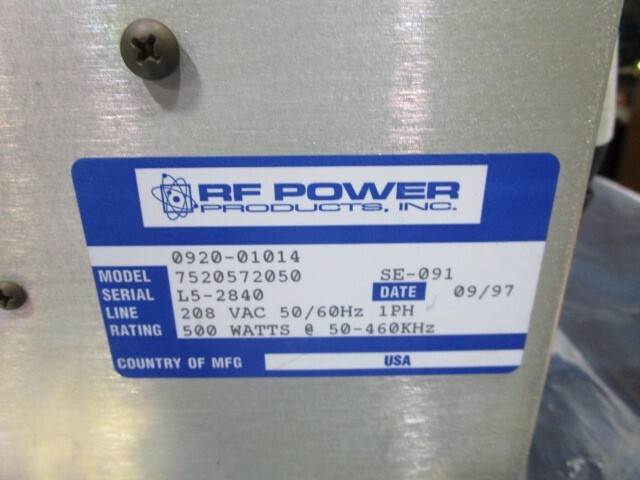 RF POWER
PRODUCTS, INC.
0920-01014
MODEL 7520572050 SE-091
SERIAL L5-2840 DATE 09/97
LINE 208 VAC 50/60Hz 1PH
RATING 500 WATTS @ 50-460KHz
COUNTRY OF MFG USA